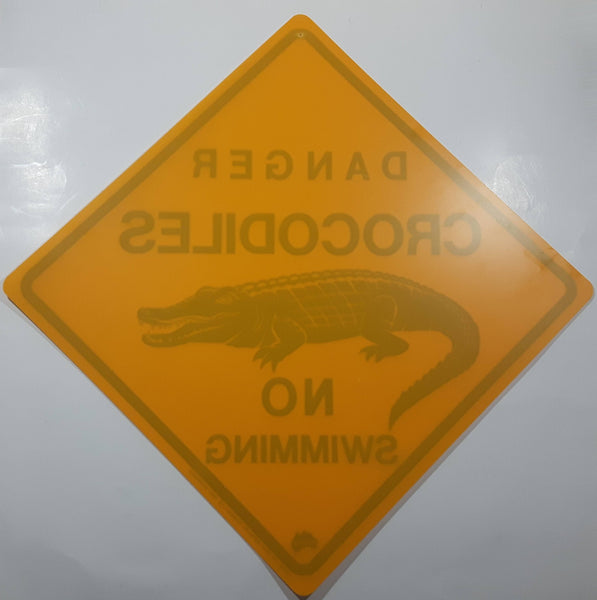 DANGER
CROCODILES
NO
SWIMMING